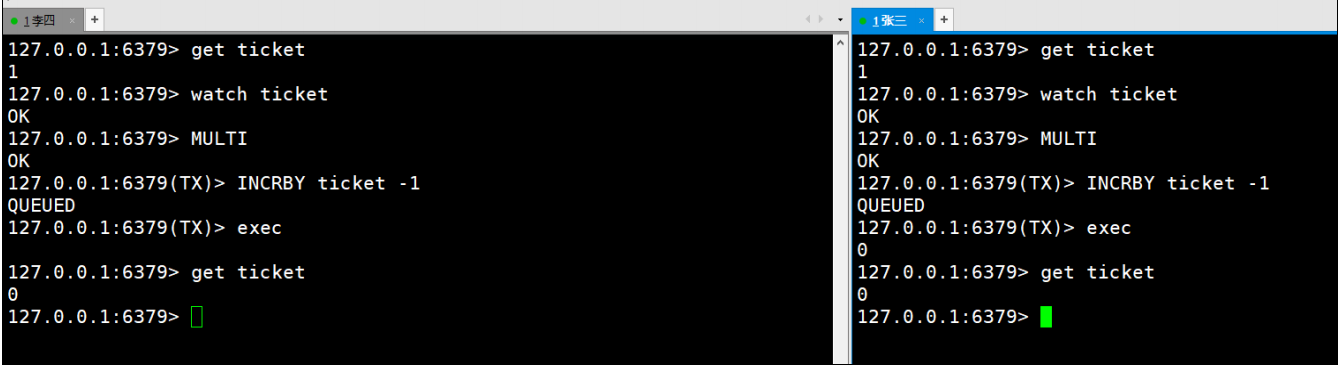 1 李四 × +
127.0.0.1:6379> get ticket
1
127.0.0.1:6379> watch ticket
OK
127.0.0.1:6379> MULTI
OK
127.0.0.1:6379(TX)> INCRBY ticket -1
QUEUED
127.0.0.1:6379(TX)> exec

127.0.0.1:6379> get ticket
0
127.0.0.1:6379>
1 张三 × +
127.0.0.1:6379> get ticket
1
127.0.0.1:6379> watch ticket
OK
127.0.0.1:6379> MULTI
OK
127.0.0.1:6379(TX)> INCRBY ticket -1
QUEUED
127.0.0.1:6379(TX)> exec
0
127.0.0.1:6379> get ticket
0
127.0.0.1:6379>